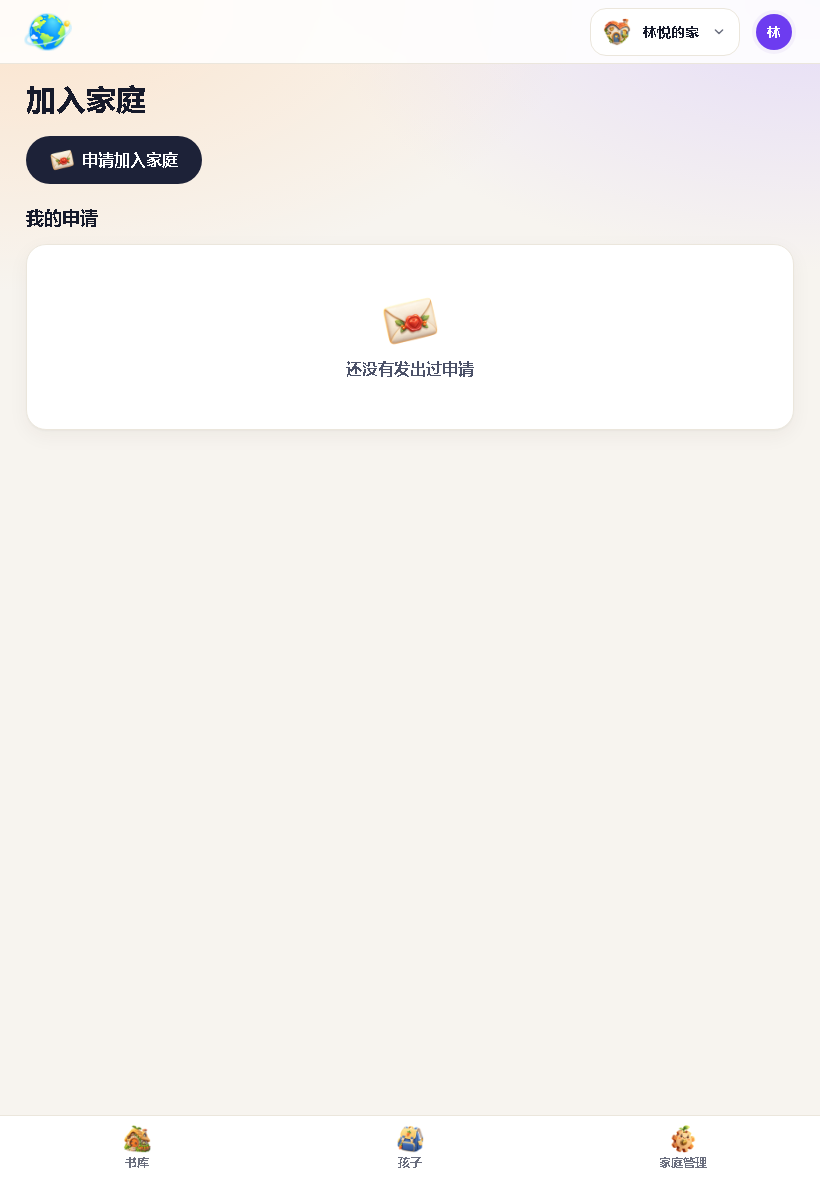 林悦的家
林
加入家庭
申请加入家庭
我的申请
还没有发出过申请
书库
孩子
家庭管理